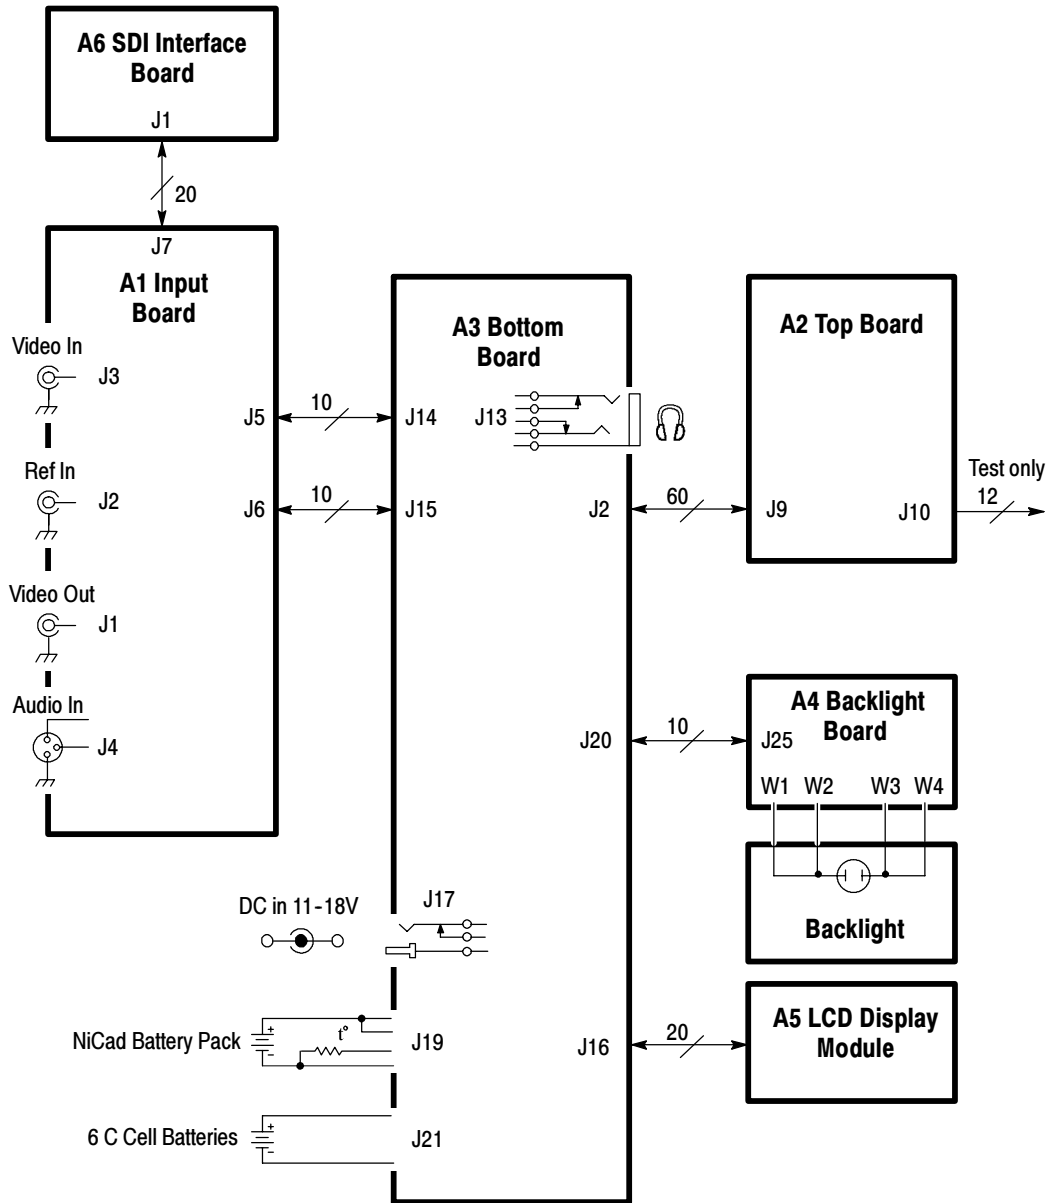 A6 SDI Interface
Board
J1
20
J7
A1 Input
Board
Video In
J3
Ref In
J2
Video Out
J1
Audio In
J4
J5
10
J14
J6
10
J15
A3 Bottom
Board
J13
J2
60
J9
A2 Top Board
J10
Test only
12
J20
10
J25
A4 Backlight
Board
W1 W2 W3 W4
Backlight
DC in 11-18V
J17
NiCad Battery Pack
+
-
t°
J19
J16
20
A5 LCD Display
Module
6 C Cell Batteries
+
-
J21